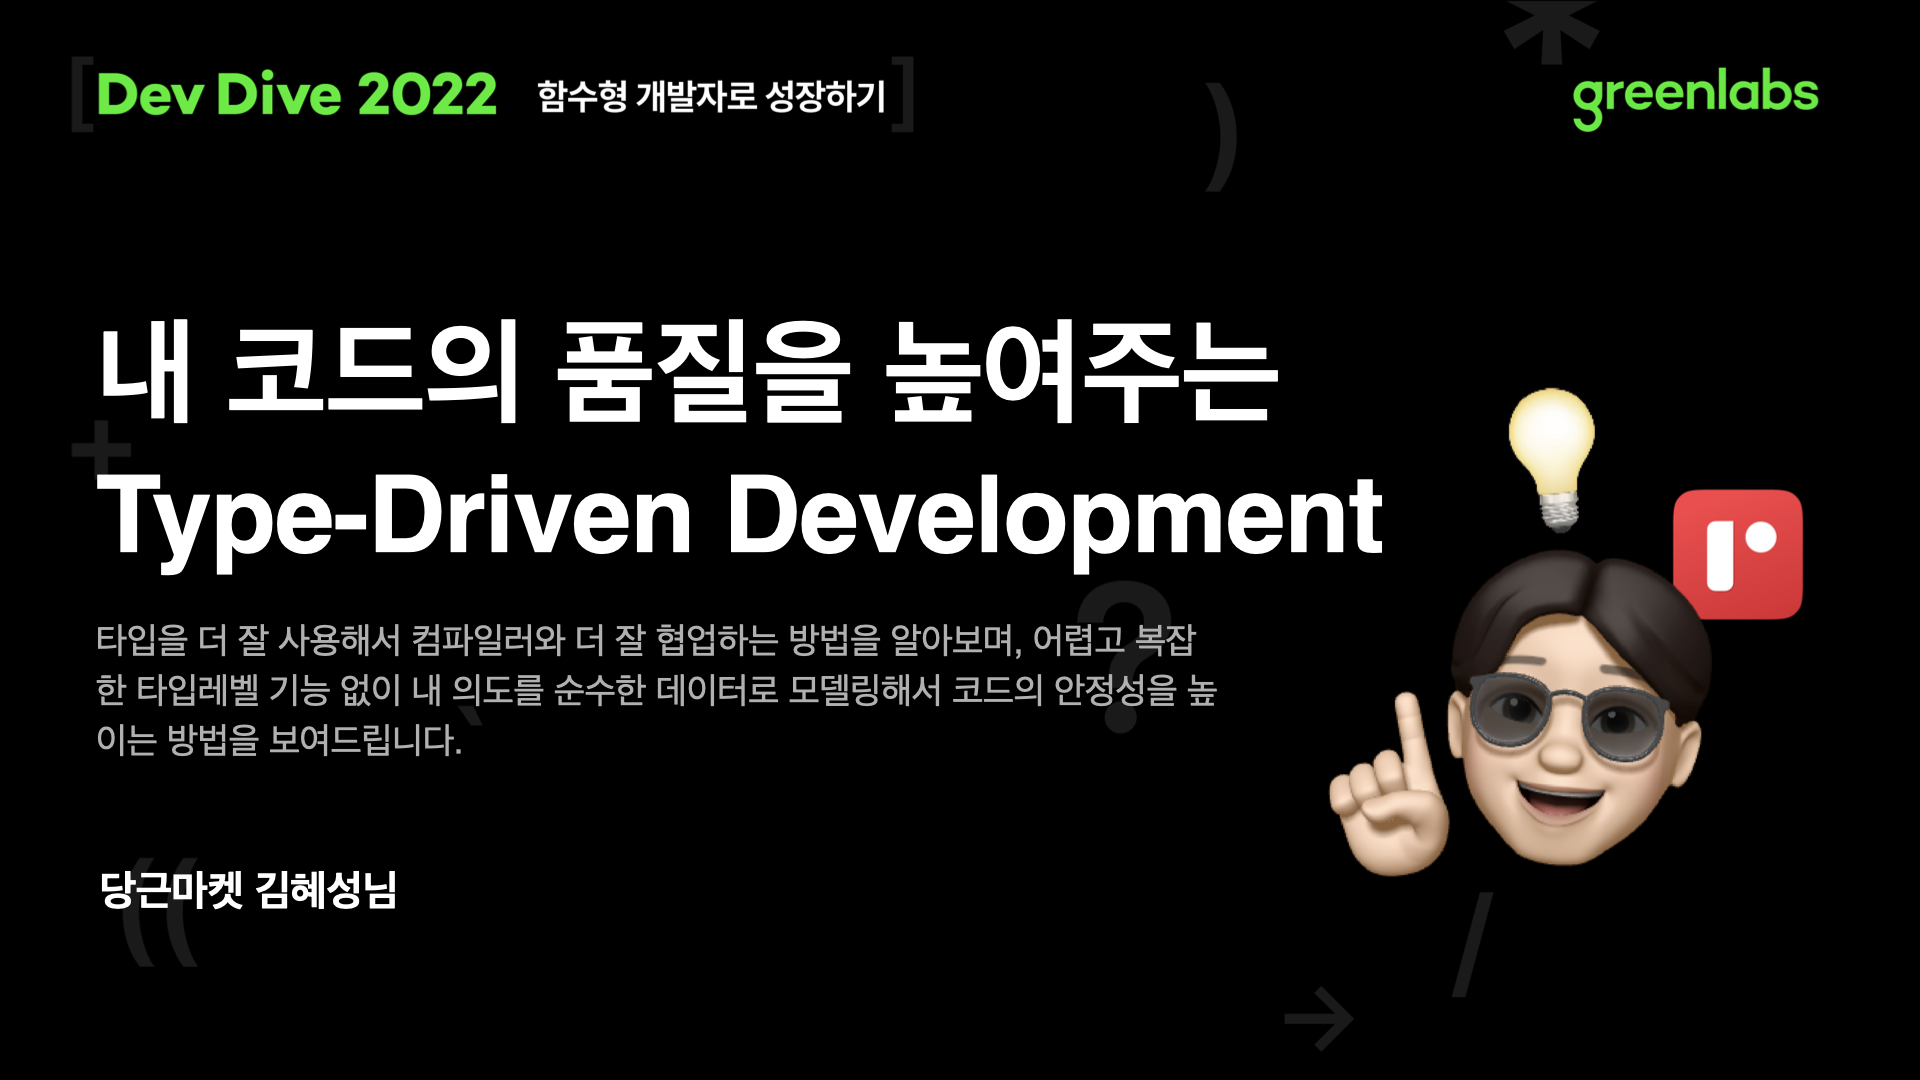 [Dev Dive 2022 함수형 개발자로 성장하기]
greenlabs
*
)
내 코드의 품질을 높여주는
+
Type-Driven Development
r
?
타입을 더 잘 사용해서 컴파일러와 더 잘 협업하는 방법을 알아보며, 어렵고 복잡
한 타입레벨 기능 없이 내 의도를 순수한 데이터로 모델링해서 코드의 안정성을 높
이는 방법을 보여드립니다.
`
당근마켓 김혜성님
((
/
→